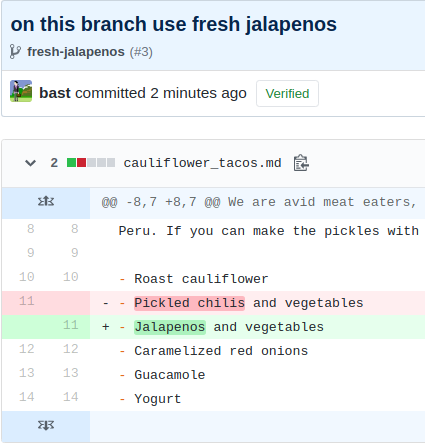 on this branch use fresh jalapenos
fresh-jalapenos (#3)
bast committed 2 minutes ago Verified
2 cauliflower_tacos.md
@@ -8,7 +8,7 @@ We are avid meat eaters,
8 8 Peru. If you can make the pickles with
9 9
10 10 - Roast cauliflower
11 - - Pickled chilis and vegetables
11 + - Jalapenos and vegetables
12 12 - Caramelized red onions
13 13 - Guacamole
14 14 - Yogurt